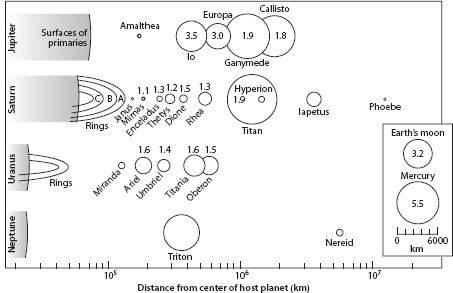 Jupiter
Surfaces of
primaries
Amalthea
Europa
Callisto
3.5
3.0
1.9
1.8
Io
Ganymede
Saturn
C B A
Rings
Janus
1.1
Mimas
1.3
Enceladus
1.2
Thetys
1.5
Dione
1.3
Rhea
Hyperion
1.9
Titan
Iapetus
Phoebe
Uranus
Rings
Miranda
1.6
Ariel
1.4
Umbriel
1.6
Titania
1.5
Oberon
Neptune
Triton
Nereid
Earth's moon
3.2
Mercury
5.5
0 6000
km
10^5 10^6 10^7
Distance from center of host planet (km)